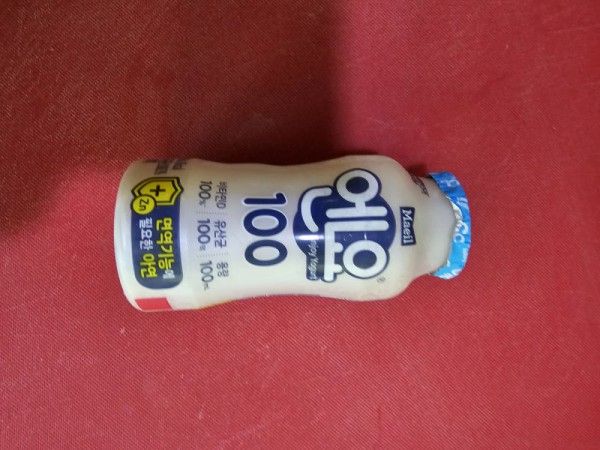 Maeil
엔요
Enjoy Yogurt
®
100
비타민D 유산균 용량
100% 100억 100mL
+
Zn
면역기능에
필요한 아연